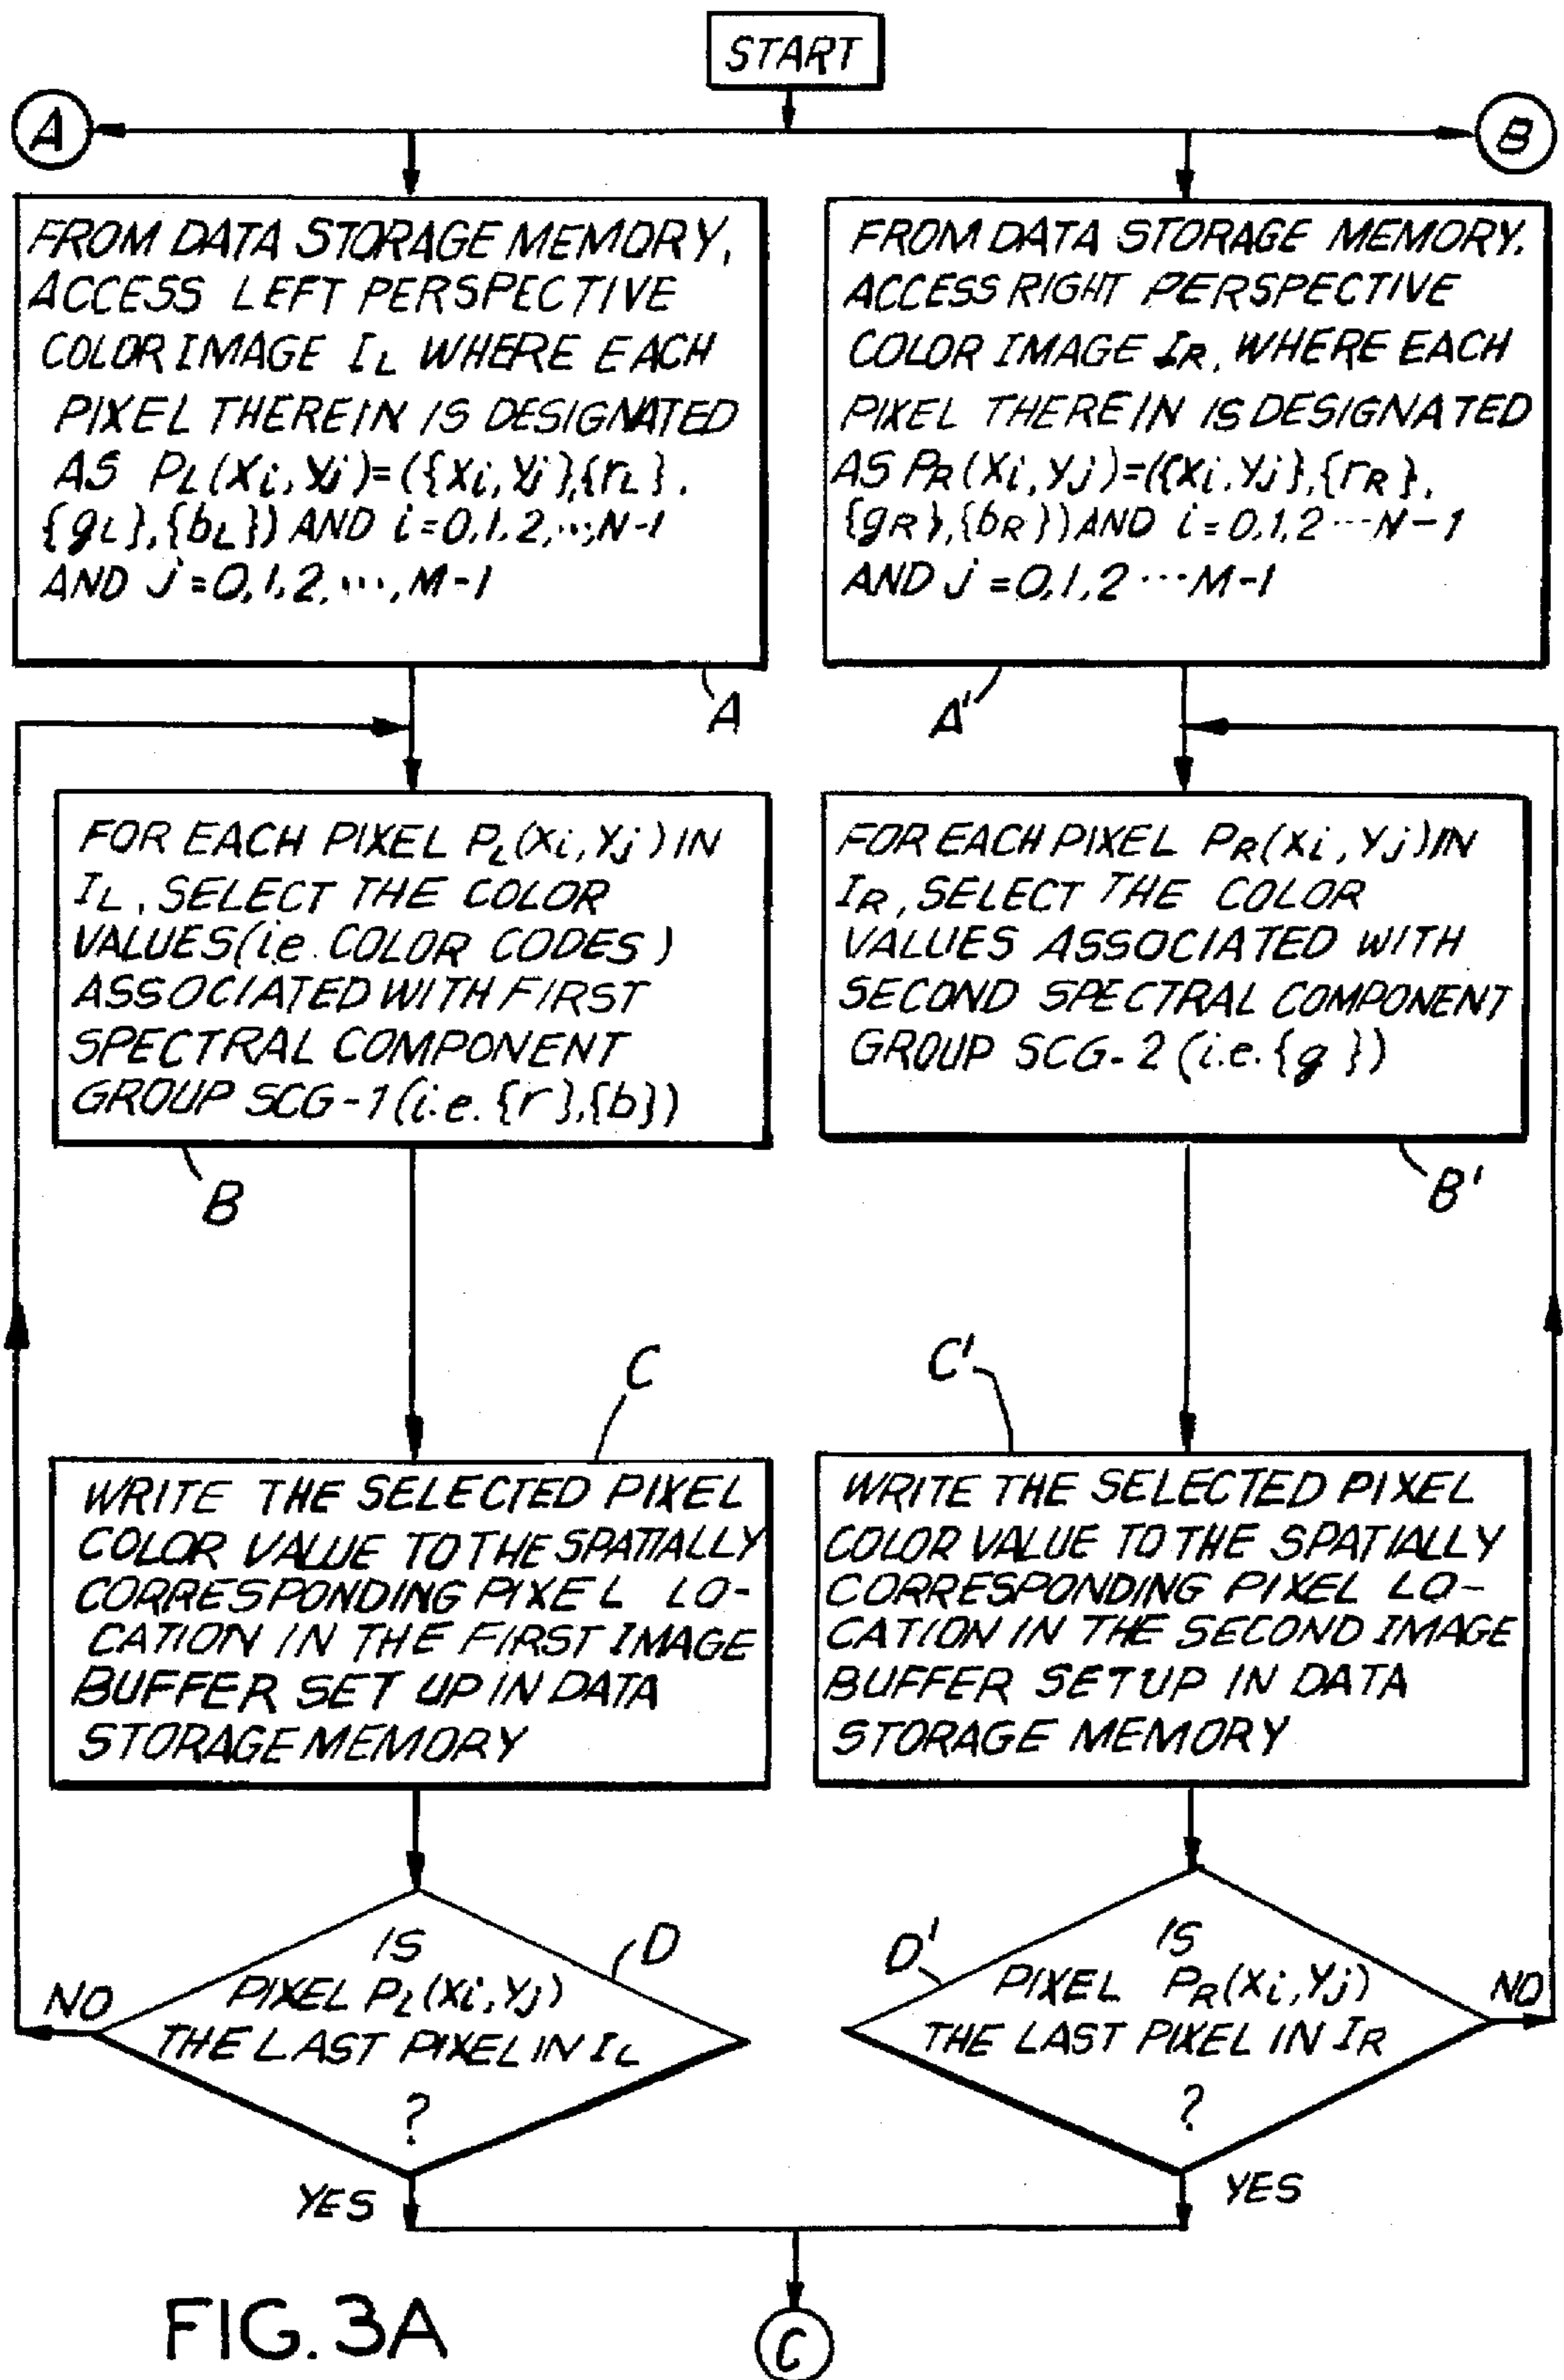 START
A
B
FROM DATA STORAGE MEMORY,
ACCESS LEFT PERSPECTIVE
COLOR IMAGE IL WHERE EACH
PIXEL THEREIN IS DESIGNATED
AS PL(Xi,Yj)=({Xi,Yj},{rL},
{gL},{bL}) AND i=0,1,2,...,N-1
AND j=0,1,2,...,M-1
A
FROM DATA STORAGE MEMORY.
ACCESS RIGHT PERSPECTIVE
COLOR IMAGE IR, WHERE EACH
PIXEL THEREIN IS DESIGNATED
AS PR(Xi,Yj)=({Xi,Yj},{rR},
{gR},{bR}) AND i=0,1,2...N-1
AND j=0,1,2...M-1
A'
FOR EACH PIXEL PL(Xi,Yj) IN
IL, SELECT THE COLOR
VALUES (i.e. COLOR CODES)
ASSOCIATED WITH FIRST
SPECTRAL COMPONENT
GROUP SCG-1 (i.e. {r},{b})
B
FOR EACH PIXEL PR(Xi,Yj) IN
IR, SELECT THE COLOR
VALUES ASSOCIATED WITH
SECOND SPECTRAL COMPONENT
GROUP SCG-2 (i.e. {g})
B'
C
WRITE THE SELECTED PIXEL
COLOR VALUE TO THE SPATIALLY
CORRESPONDING PIXEL LO-
CATION IN THE FIRST IMAGE
BUFFER SET UP IN DATA
STORAGE MEMORY
C'
WRITE THE SELECTED PIXEL
COLOR VALUE TO THE SPATIALLY
CORRESPONDING PIXEL LO-
CATION IN THE SECOND IMAGE
BUFFER SET UP IN DATA
STORAGE MEMORY
D
IS
PIXEL PL(Xi,Yj)
THE LAST PIXEL IN IL
?
NO
YES
D'
IS
PIXEL PR(Xi,Yj)
THE LAST PIXEL IN IR
?
NO
YES
C
FIG. 3A